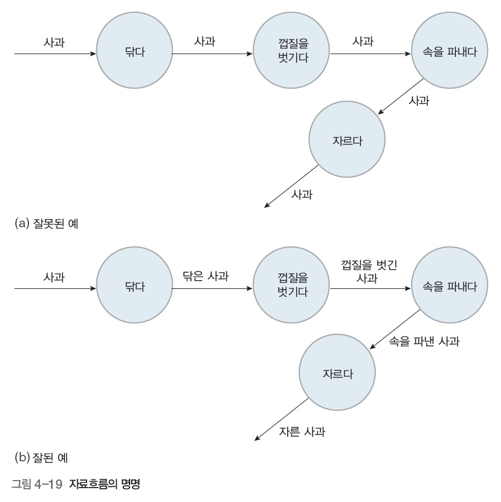 사과
닦다
사과
껍질을
벗기다
사과
속을 파내다
사과
자르다
사과
(a) 잘못된 예
사과
닦다
닦은 사과
껍질을
벗기다
껍질을 벗긴
사과
속을 파내다
속을 파낸 사과
자르다
자른 사과
(b) 잘된 예
그림 4-19 자료흐름의 명명